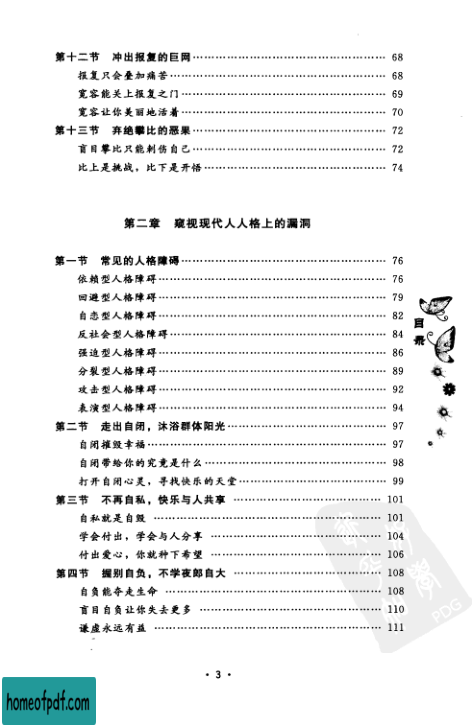 第十二节 冲出报复的巨网……………………………………… 68
报复只会叠加痛苦……………………………………… 68
宽容能关上报复之门……………………………………… 69
宽容让你美丽地活着……………………………………… 70
第十三节 弃绝攀比的恶果……………………………………… 72
盲目攀比只能刺伤自己……………………………………… 72
比上是挑战，比下是开悟……………………………………… 74
第二章 窥视现代人人格上的漏洞
第一节 常见的人格障碍……………………………………… 76
依赖型人格障碍……………………………………… 76
回避型人格障碍……………………………………… 79
自恋型人格障碍……………………………………… 82
反社会型人格障碍……………………………………… 84
强迫型人格障碍……………………………………… 86
分裂型人格障碍……………………………………… 89
攻击型人格障碍……………………………………… 92
表演型人格障碍……………………………………… 94
第二节 走出自闭，沐浴群体阳光……………………………………… 97
自闭摧毁幸福……………………………………… 97
自闭带给你的究竟是什么……………………………………… 98
打开自闭心灵，寻找快乐的天堂……………………………………… 99
第三节 不再自私，快乐与人共享 ……………………………………… 101
自私就是自毁 ……………………………………… 101
学会付出，学会与人分享 ……………………………………… 104
付出爱心，你就种下希望 ……………………………………… 106
第四节 握别自负，不学夜郎自大 ……………………………………… 108
自负能夺走生命 ……………………………………… 108
盲目自负让你失去更多 ……………………………………… 110
谦虚永远有益 ……………………………………… 111
目录
PDG
· 3 ·
homeofpdf.com